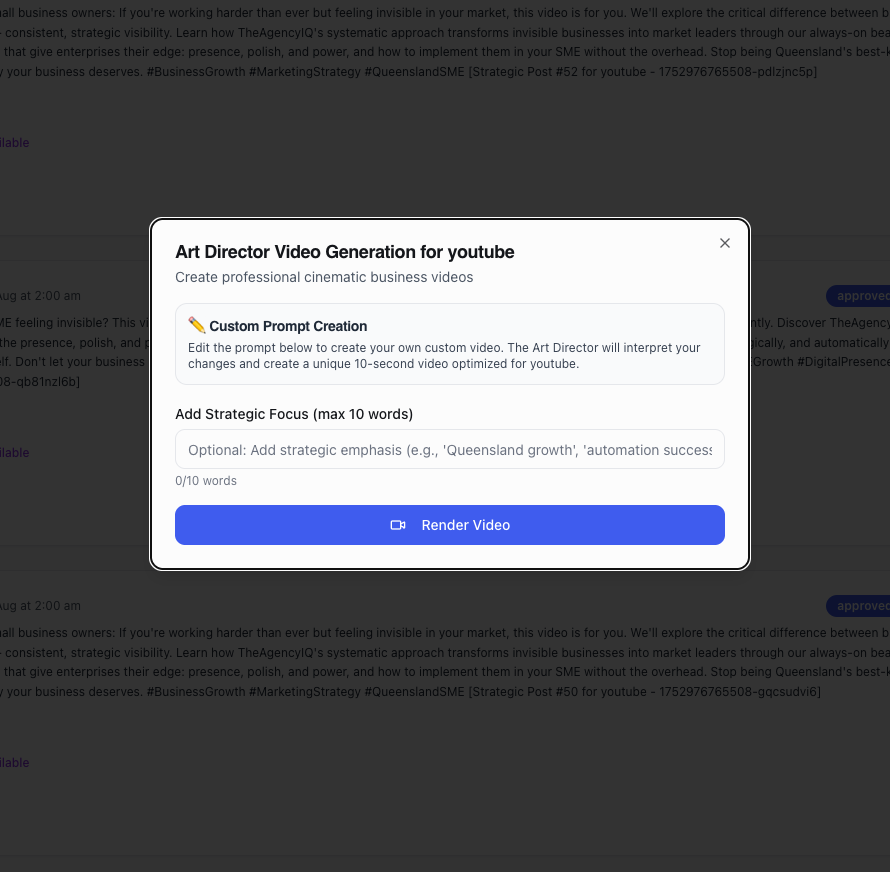 all business owners: If you're working harder than ever but feeling invisible in your market, this video is for you. We'll explore the critical difference between b
consistent, strategic visibility. Learn how TheAgencyIQ's systematic approach transforms invisible businesses into market leaders through our always-on bea
that give enterprises their edge: presence, polish, and power, and how to implement them in your SME without the overhead. Stop being Queensland's best-k
y your business deserves. #BusinessGrowth #MarketingStrategy #QueenslandSME [Strategic Post #52 for youtube - 1752976765508-pdlzjnc5p]
ilable
Aug at 2:00 am
approved
ME feeling invisible? This vi
ntly. Discover TheAgency
the presence, polish, and p
gically, and automatically
elf. Don't let your business
Growth #DigitalPresence
08-qb81nzl6b]
ilable
Art Director Video Generation for youtube
Create professional cinematic business videos
✏️ Custom Prompt Creation
Edit the prompt below to create your own custom video. The Art Director will interpret your
changes and create a unique 10-second video optimized for youtube.
Add Strategic Focus (max 10 words)
Optional: Add strategic emphasis (e.g., 'Queensland growth', 'automation success
0/10 words
Render Video
Aug at 2:00 am
approved
all business owners: If you're working harder than ever but feeling invisible in your market, this video is for you. We'll explore the critical difference between b
consistent, strategic visibility. Learn how TheAgencyIQ's systematic approach transforms invisible businesses into market leaders through our always-on bea
that give enterprises their edge: presence, polish, and power, and how to implement them in your SME without the overhead. Stop being Queensland's best-k
y your business deserves. #BusinessGrowth #MarketingStrategy #QueenslandSME [Strategic Post #50 for youtube - 1752976765508-gqcsudvi6]
ilable